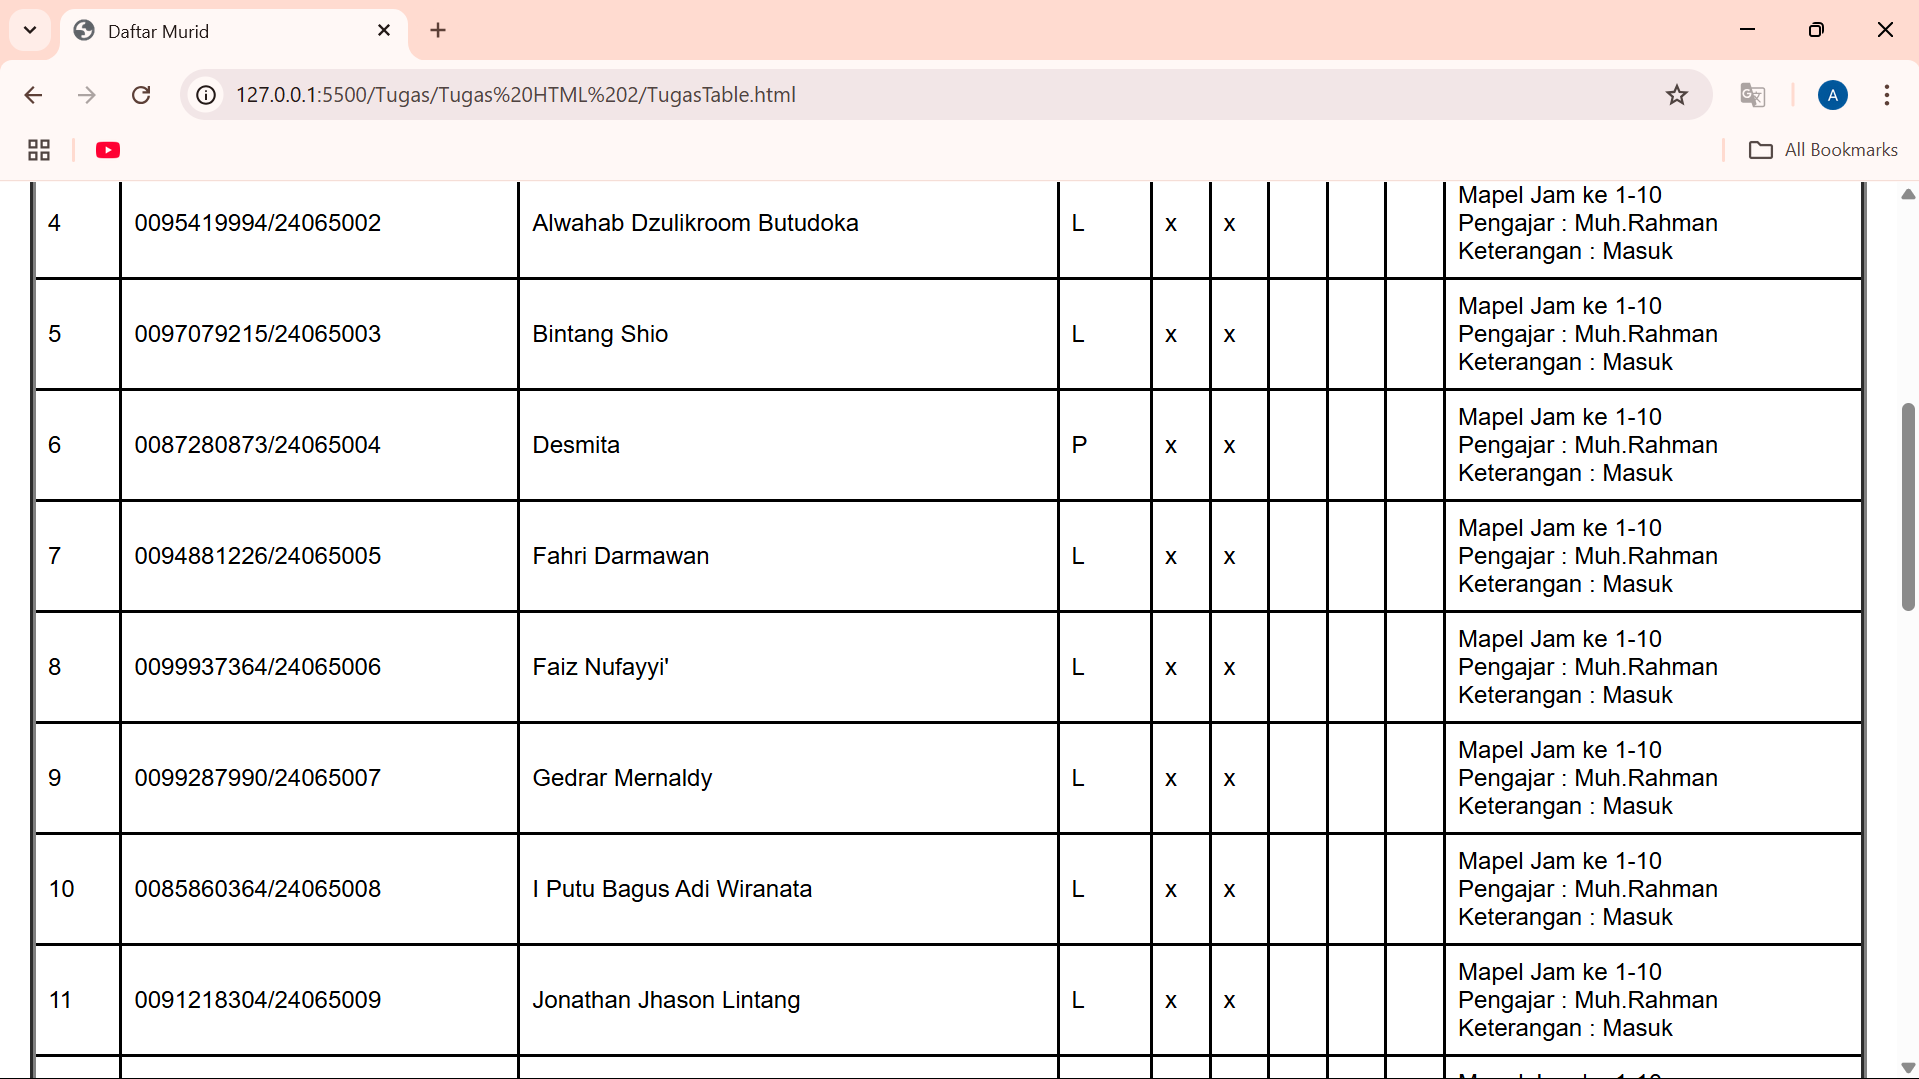 Daftar Murid
127.0.0.1:5500/Tugas/Tugas%20HTML%202/TugasTable.html
A
All Bookmarks
4 0095419994/24065002 Alwahab Dzulikroom Butudoka L x x Mapel Jam ke 1-10
Pengajar : Muh.Rahman
Keterangan : Masuk
5 0097079215/24065003 Bintang Shio L x x Mapel Jam ke 1-10
Pengajar : Muh.Rahman
Keterangan : Masuk
6 0087280873/24065004 Desmita P x x Mapel Jam ke 1-10
Pengajar : Muh.Rahman
Keterangan : Masuk
7 0094881226/24065005 Fahri Darmawan L x x Mapel Jam ke 1-10
Pengajar : Muh.Rahman
Keterangan : Masuk
8 0099937364/24065006 Faiz Nufayyi' L x x Mapel Jam ke 1-10
Pengajar : Muh.Rahman
Keterangan : Masuk
9 0099287990/24065007 Gedrar Mernaldy L x x Mapel Jam ke 1-10
Pengajar : Muh.Rahman
Keterangan : Masuk
10 0085860364/24065008 I Putu Bagus Adi Wiranata L x x Mapel Jam ke 1-10
Pengajar : Muh.Rahman
Keterangan : Masuk
11 0091218304/24065009 Jonathan Jhason Lintang L x x Mapel Jam ke 1-10
Pengajar : Muh.Rahman
Keterangan : Masuk